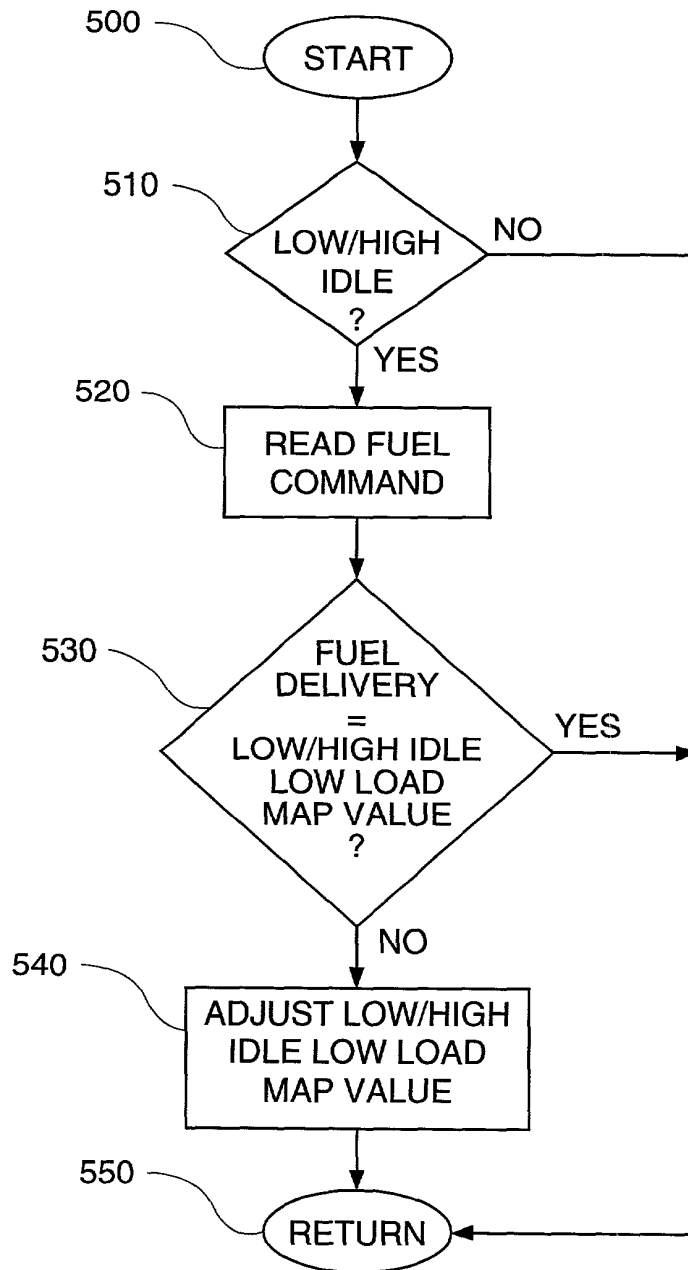 500
START
510
LOW/HIGH
IDLE
?
NO
YES
520
READ FUEL
COMMAND
530
FUEL
DELIVERY
=
LOW/HIGH IDLE
LOW LOAD
MAP VALUE
?
YES
NO
540
ADJUST LOW/HIGH
IDLE LOW LOAD
MAP VALUE
550
RETURN